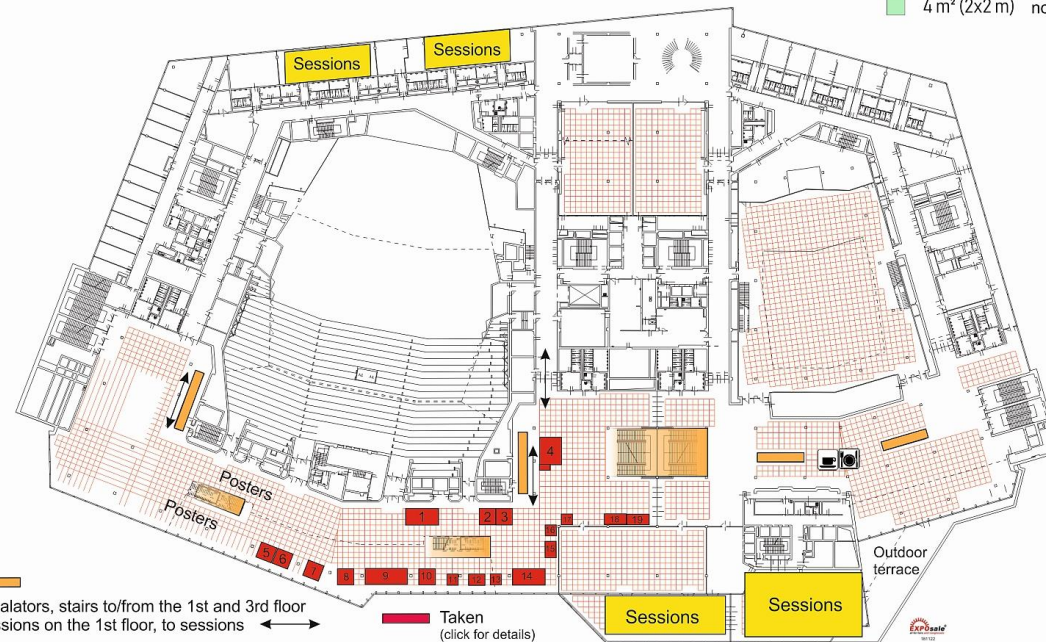 4 m² (2x2 m) no
Sessions
Sessions
4
Posters
Posters
1
2 3
17
18 19
16
15
5 6
7
8
9
10
11
12
13
14
Outdoor
terrace
Sessions
Sessions
alators, stairs to/from the 1st and 3rd floor
ssions on the 1st floor, to sessions
Taken
(click for details)
EXPOsale